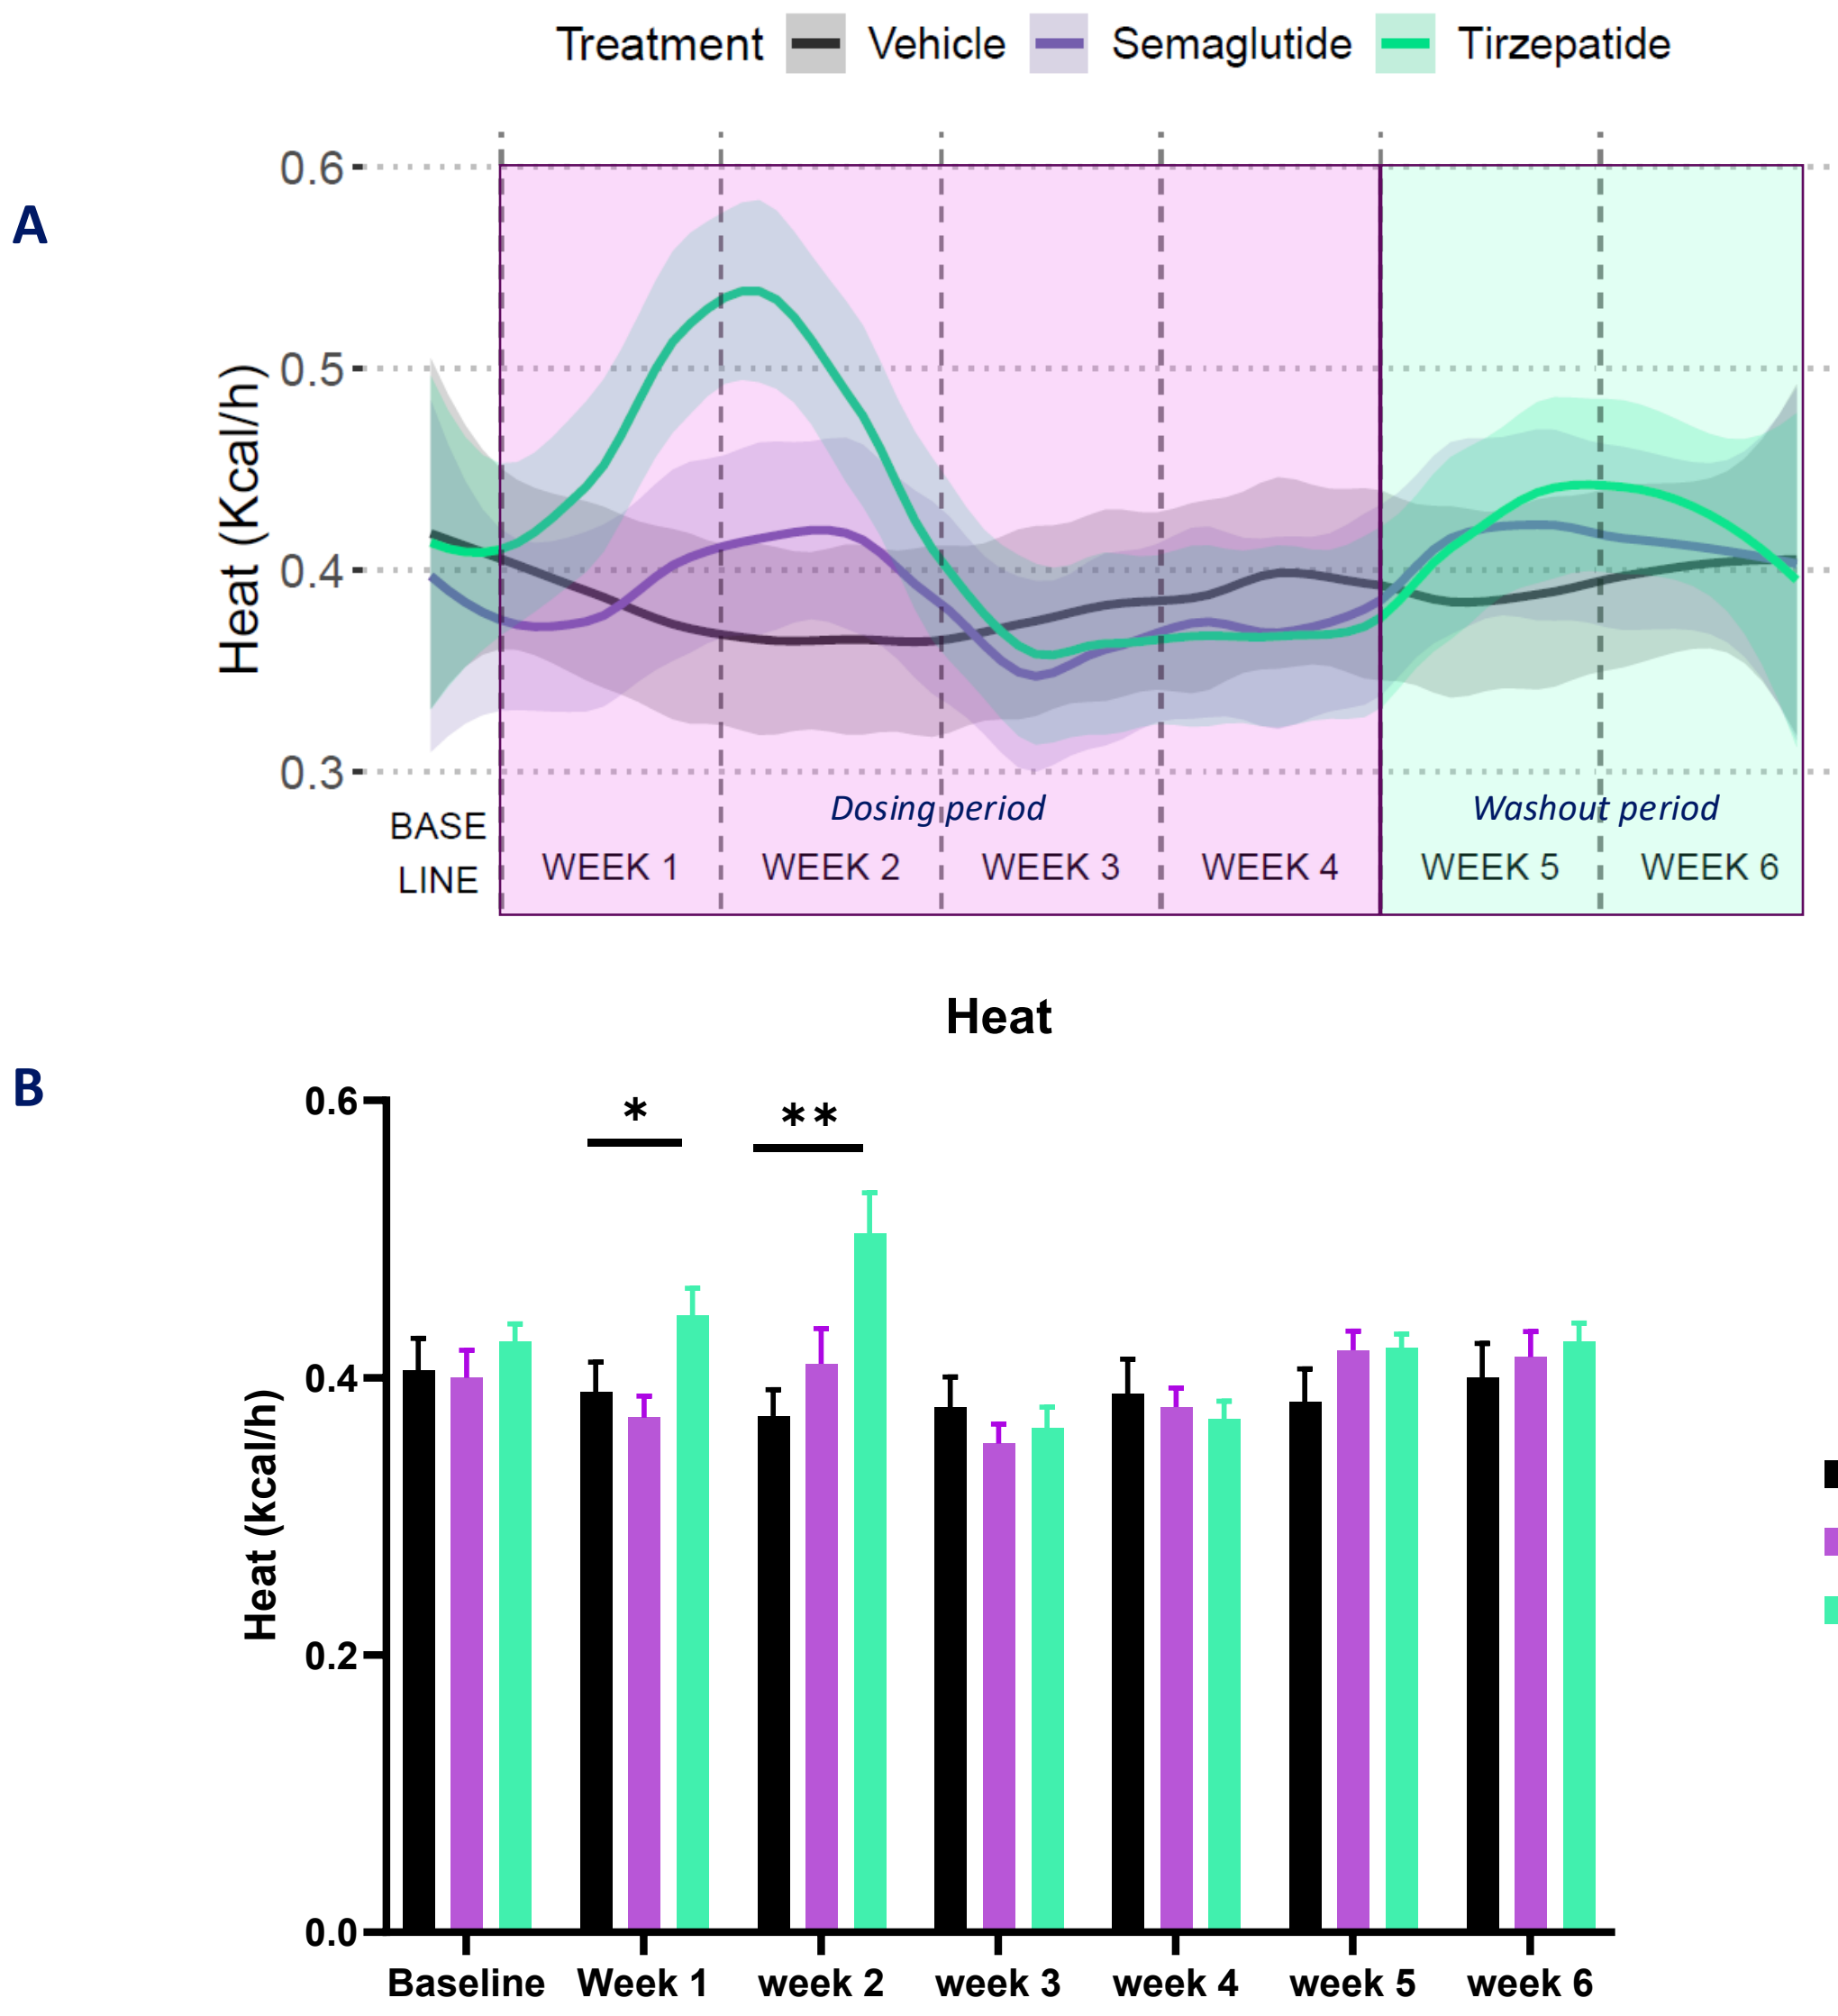 Treatment Vehicle Semaglutide Tirzepatide
A
Heat (Kcal/h)
0.6
0.5
0.4
0.3
Dosing period
Washout period
BASE
LINE
WEEK 1 WEEK 2 WEEK 3 WEEK 4 WEEK 5 WEEK 6
Heat
B
Heat (kcal/h)
0.6
0.4
0.2
0.0
*
**
Baseline Week 1 week 2 week 3 week 4 week 5 week 6